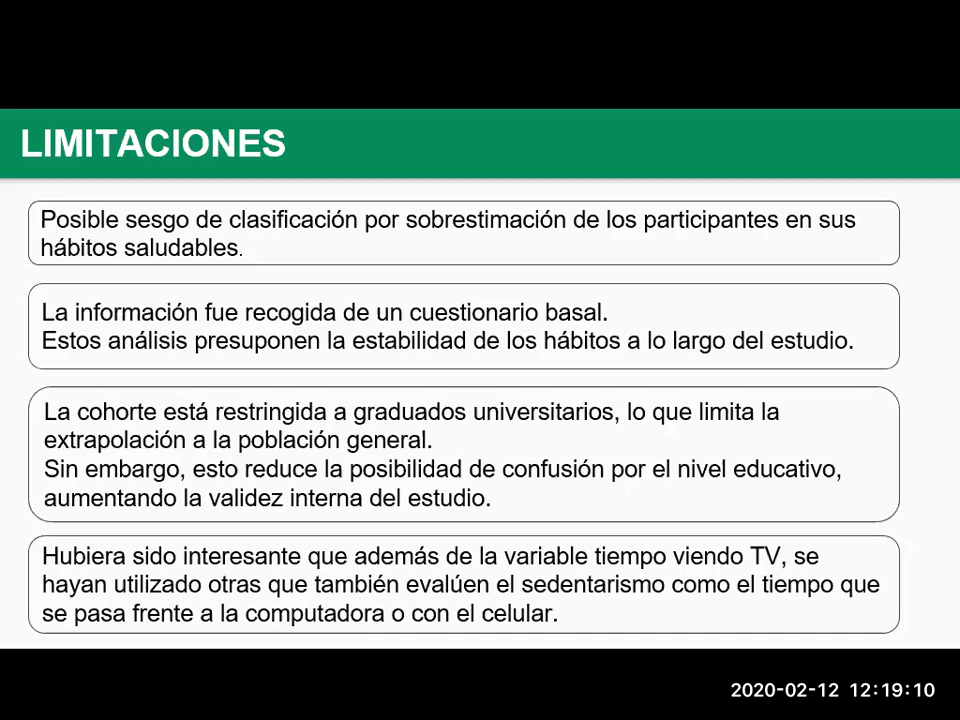 LIMITACIONES
Posible sesgo de clasificación por sobrestimación de los participantes en sus
hábitos saludables.
La información fue recogida de un cuestionario basal.
Estos análisis presuponen la estabilidad de los hábitos a lo largo del estudio.
La cohorte está restringida a graduados universitarios, lo que limita la
extrapolación a la población general.
Sin embargo, esto reduce la posibilidad de confusión por el nivel educativo,
aumentando la validez interna del estudio.
Hubiera sido interesante que además de la variable tiempo viendo TV, se
hayan utilizado otras que también evalúen el sedentarismo como el tiempo que
se pasa frente a la computadora o con el celular.
2020-02-12 12:19:10